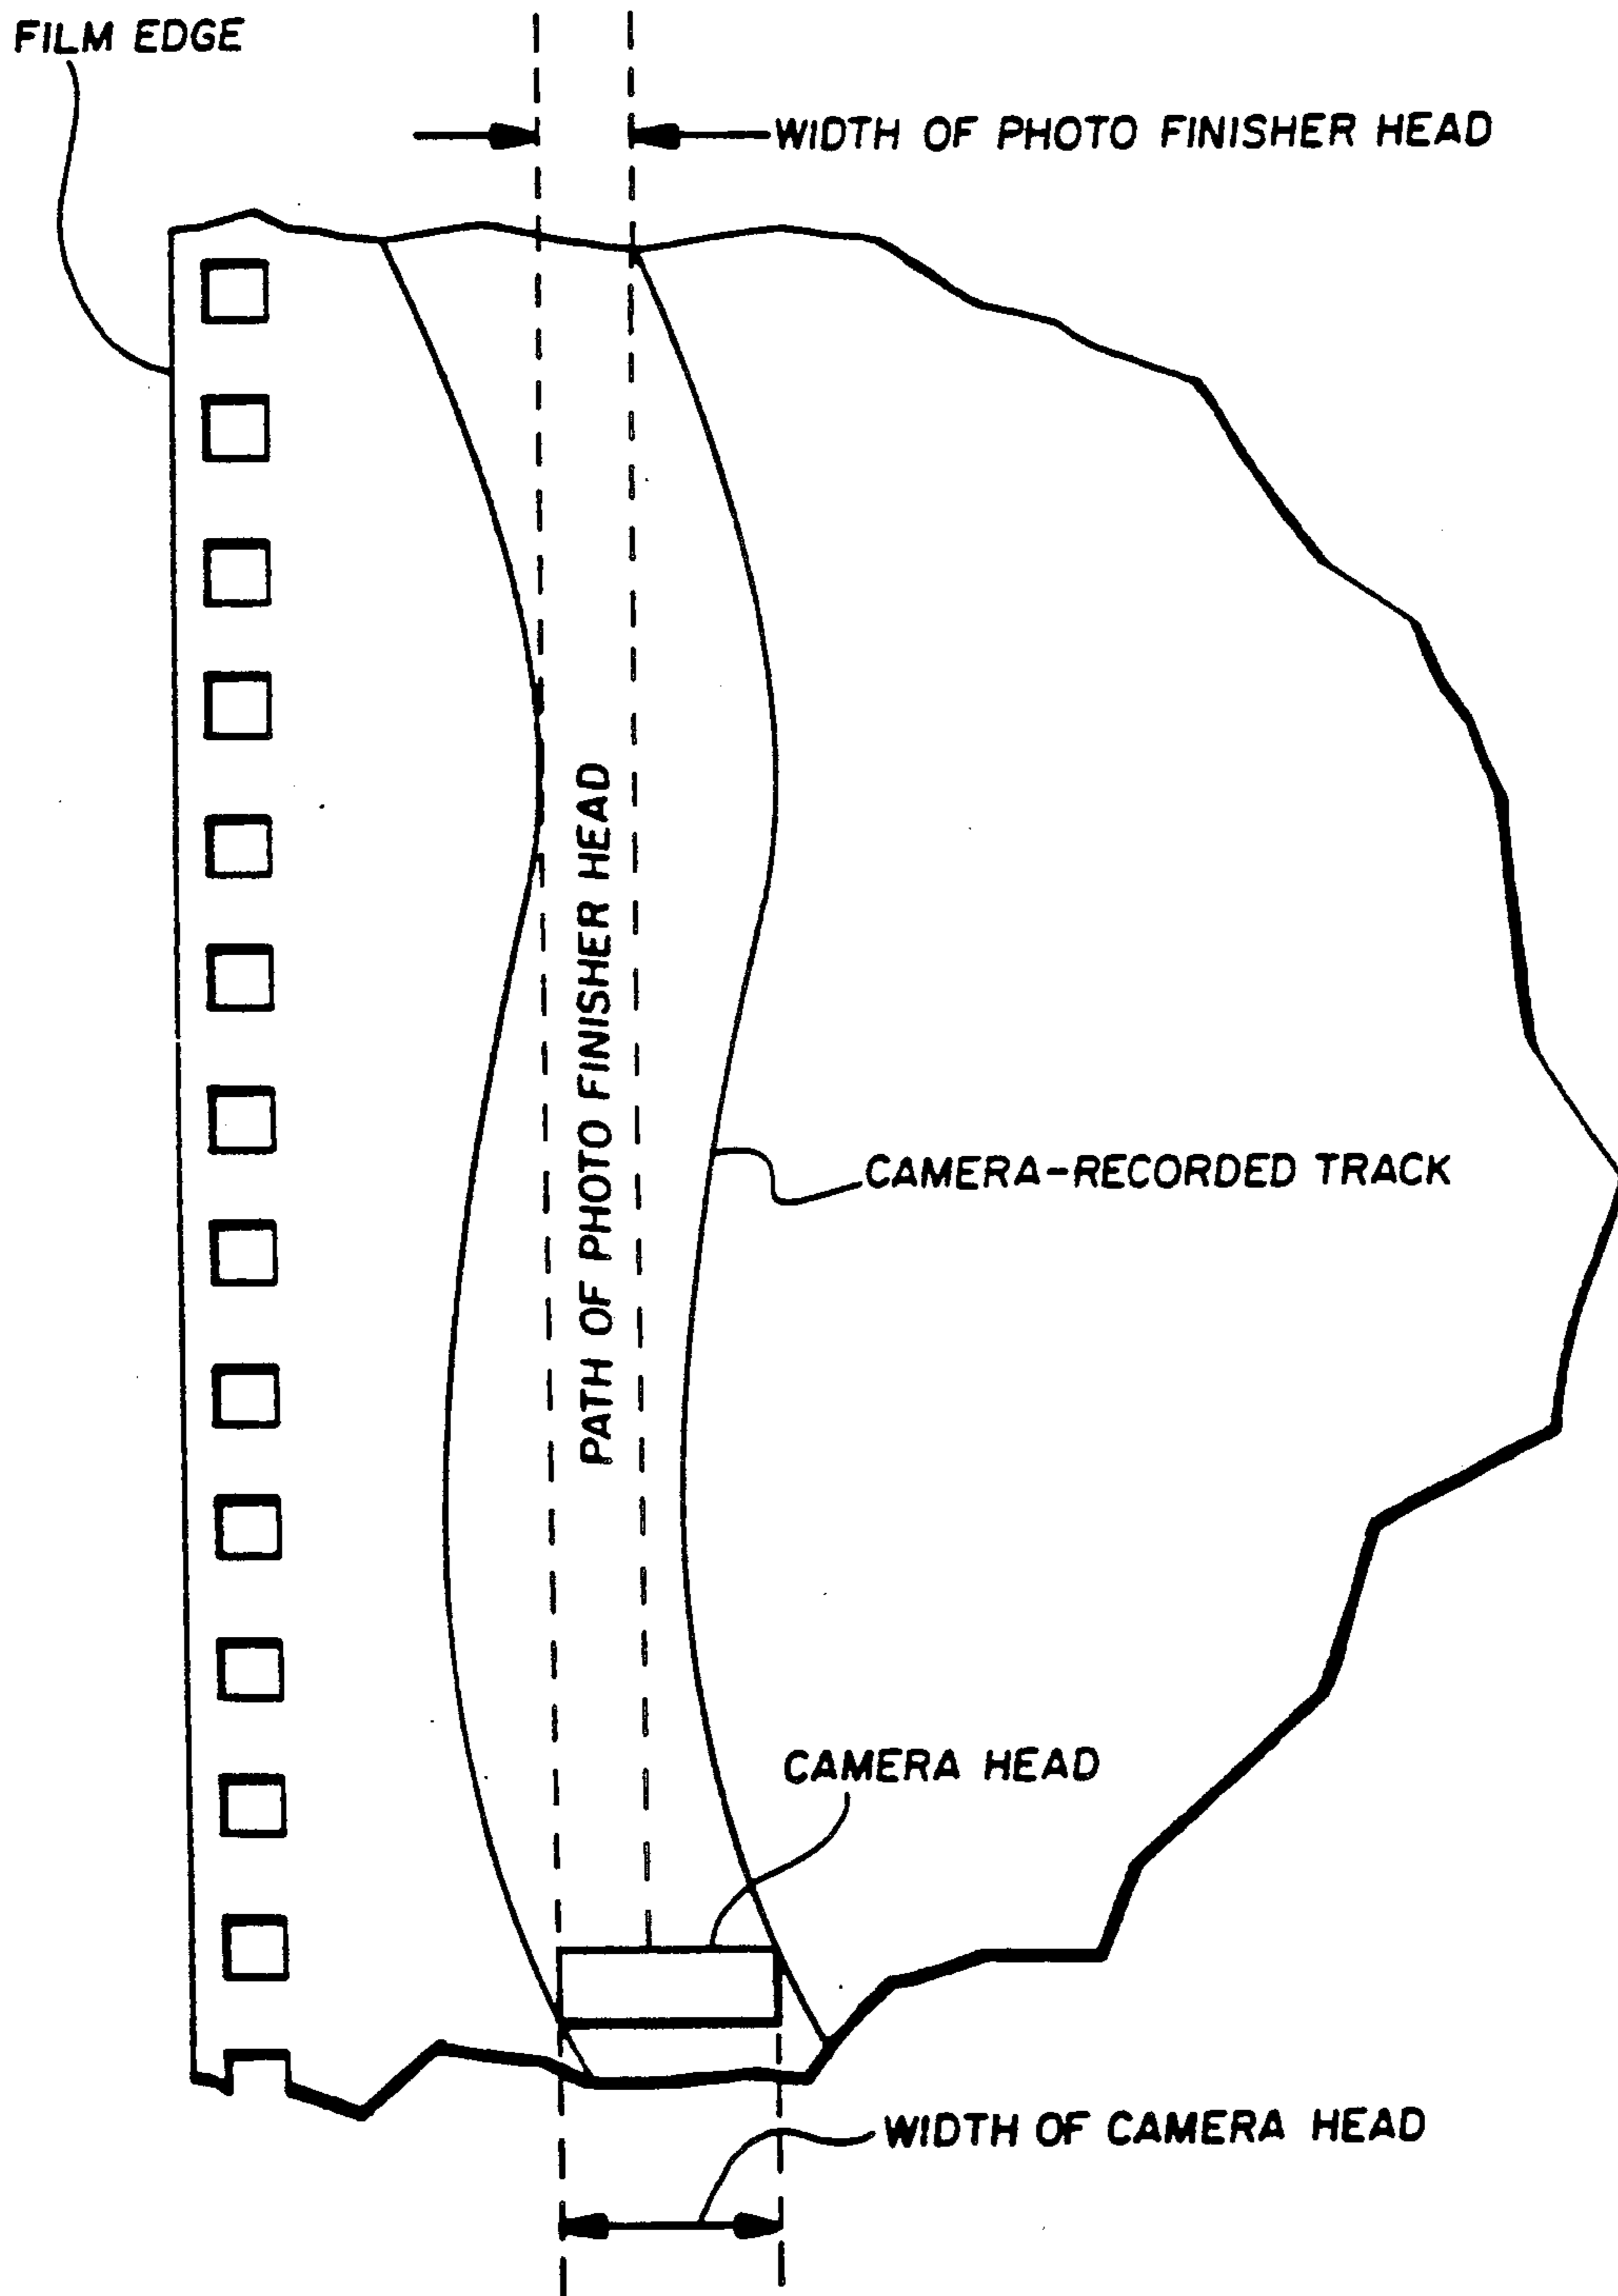 FILM EDGE
WIDTH OF PHOTO FINISHER HEAD
PATH OF PHOTO FINISHER HEAD
CAMERA-RECORDED TRACK
CAMERA HEAD
WIDTH OF CAMERA HEAD